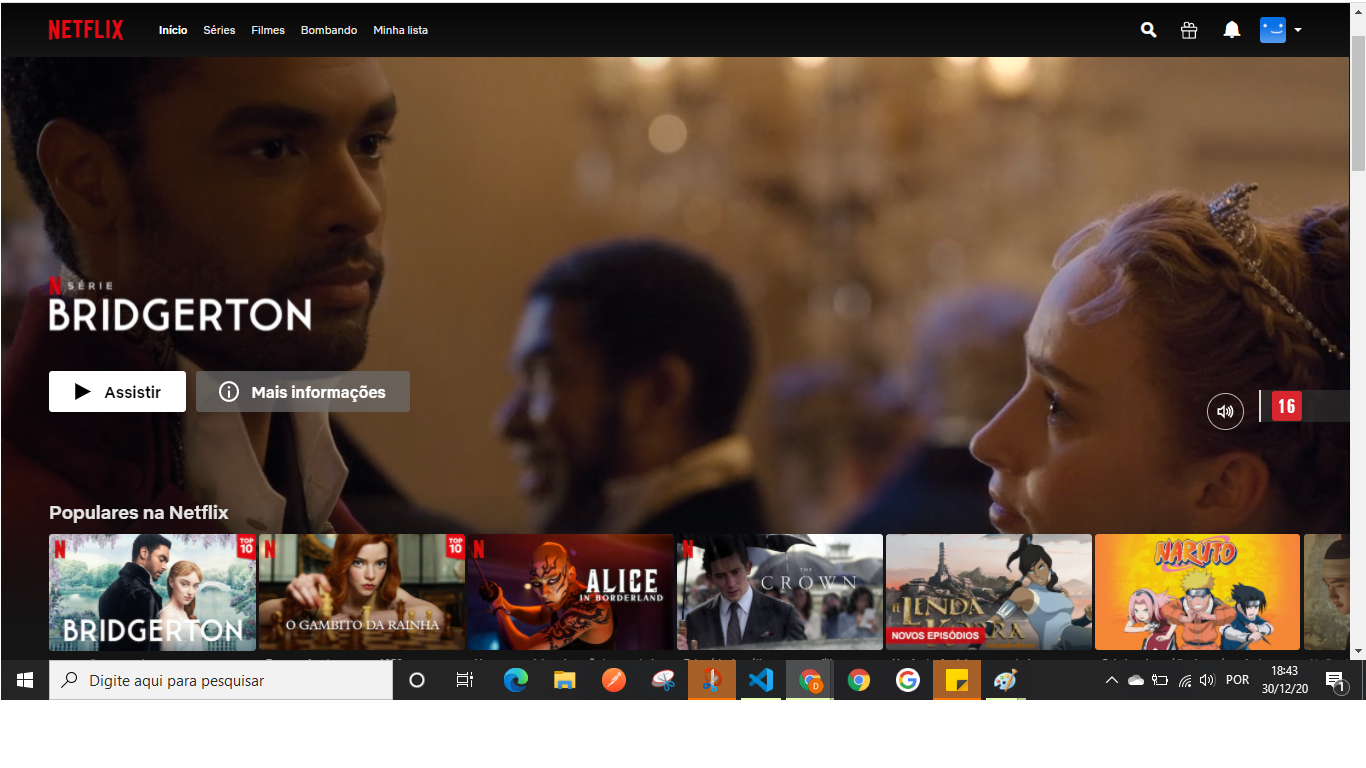 NETFLIX Início Séries Filmes Bombando Minha lista
N SÉRIE
BRIDGERTON
Assistir Mais informações
16
Populares na Netflix
N TOP 10 BRIDGERTON
N TOP 10 O GAMBITO DA RAINHA
N ALICE IN BORDERLAND
N THE CROWN
A LENDA KORRA NOVOS EPISÓDIOS
NARUTO
Digite aqui para pesquisar
D
POR
18:43
30/12/20
1